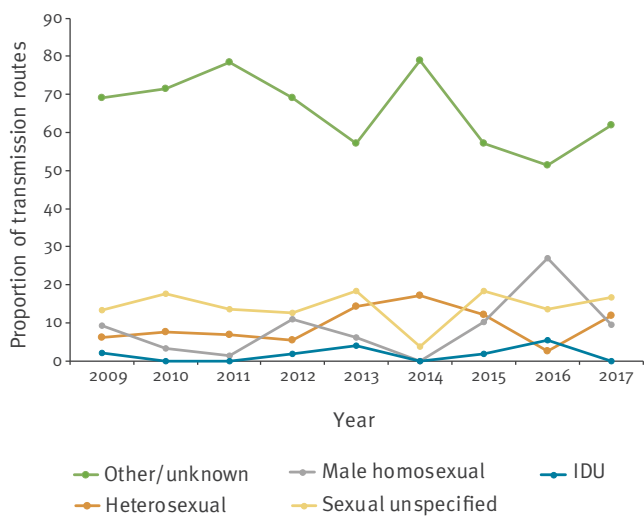 Proportion of transmission routes
90
80
70
60
50
40
30
20
10
0
2009 2010 2011 2012 2013 2014 2015 2016 2017
Year
Other/unknown Male homosexual IDU
Heterosexual Sexual unspecified